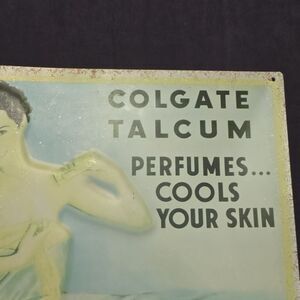 COLGATE
TALCUM
PERFUMES...
COOLS
YOUR SKIN